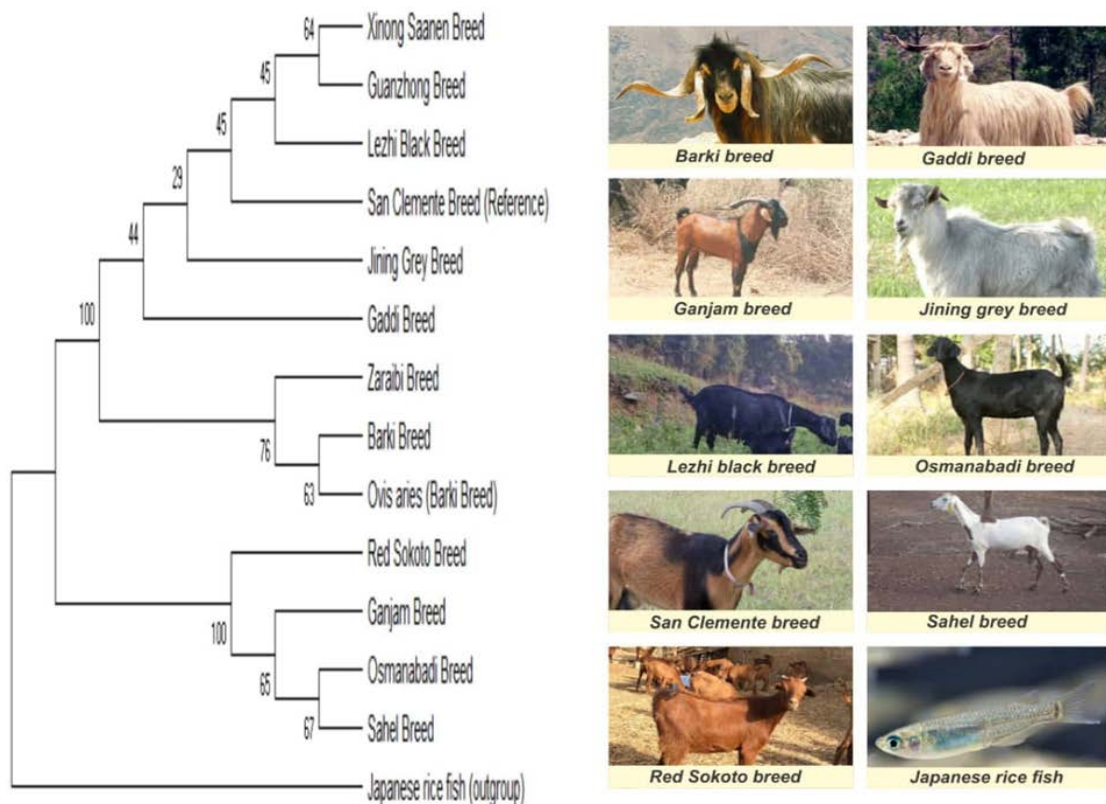 Xinong Saanen Breed
64
Guanzhong Breed
45
Lezhi Black Breed
45
San Clemente Breed (Reference)
29
Jining Grey Breed
44
Gaddi Breed
100
Zaraibi Breed
Barki Breed
76
Ovis aries (Barki Breed)
63
Red Sokoto Breed
Ganjam Breed
100
Osmanabadi Breed
65
Sahel Breed
67
Japanese rice fish (outgroup)
Barki breed
Gaddi breed
Ganjam breed
Jining grey breed
Lezhi black breed
Osmanabadi breed
San Clemente breed
Sahel breed
Red Sokoto breed
Japanese rice fish